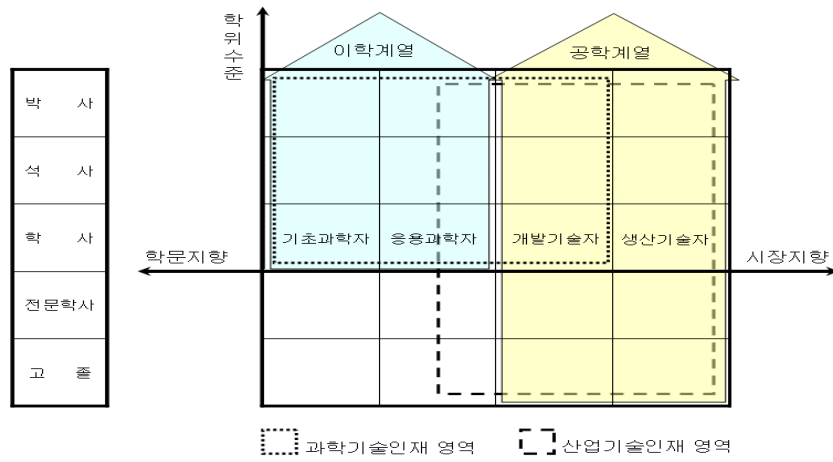 학
위
수
준
이학계열
공학계열
박 사
석 사
학 사
전문학사
고 졸
기초과학자
응용과학자
개발기술자
생산기술자
학문지향
시장지향
과학기술인재 영역
산업기술인재 영역